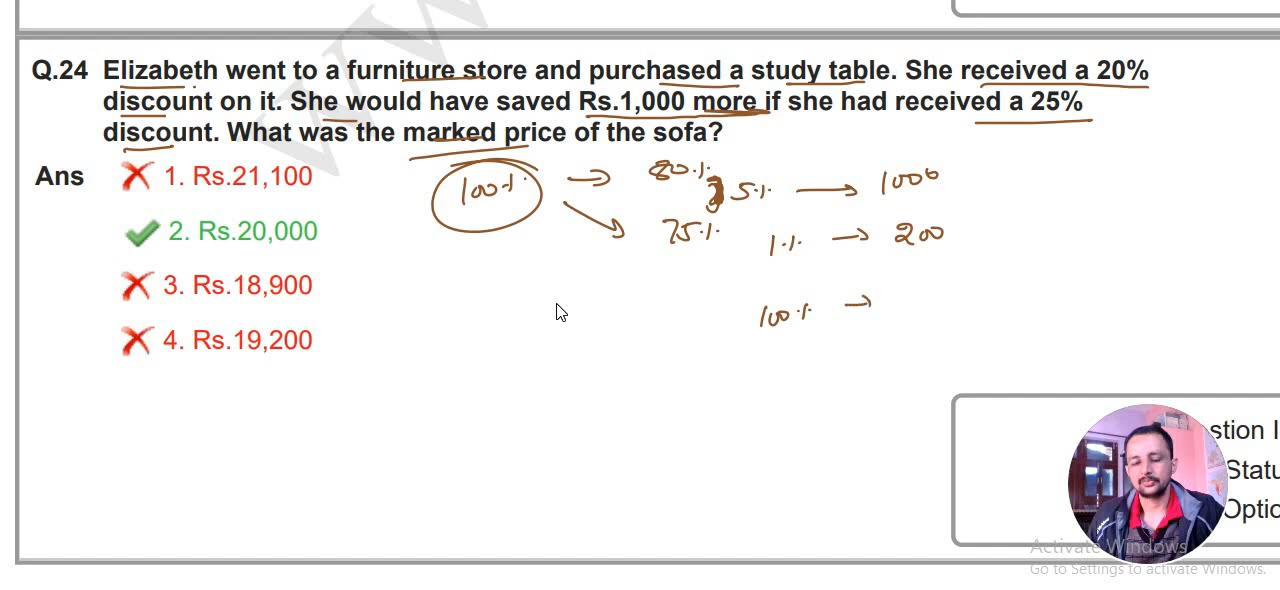 Q.24 Elizabeth went to a furniture store and purchased a study table. She received a 20%
discount on it. She would have saved Rs.1,000 more if she had received a 25%
discount. What was the marked price of the sofa?
Ans 1. Rs.21,100
2. Rs.20,000
3. Rs.18,900
4. Rs.19,200
100% → 80%
5% → 1000
75%
1% → 200
100% →
stion I
Statu
Optio
Activate Windows
Go to Settings to activate Windows.